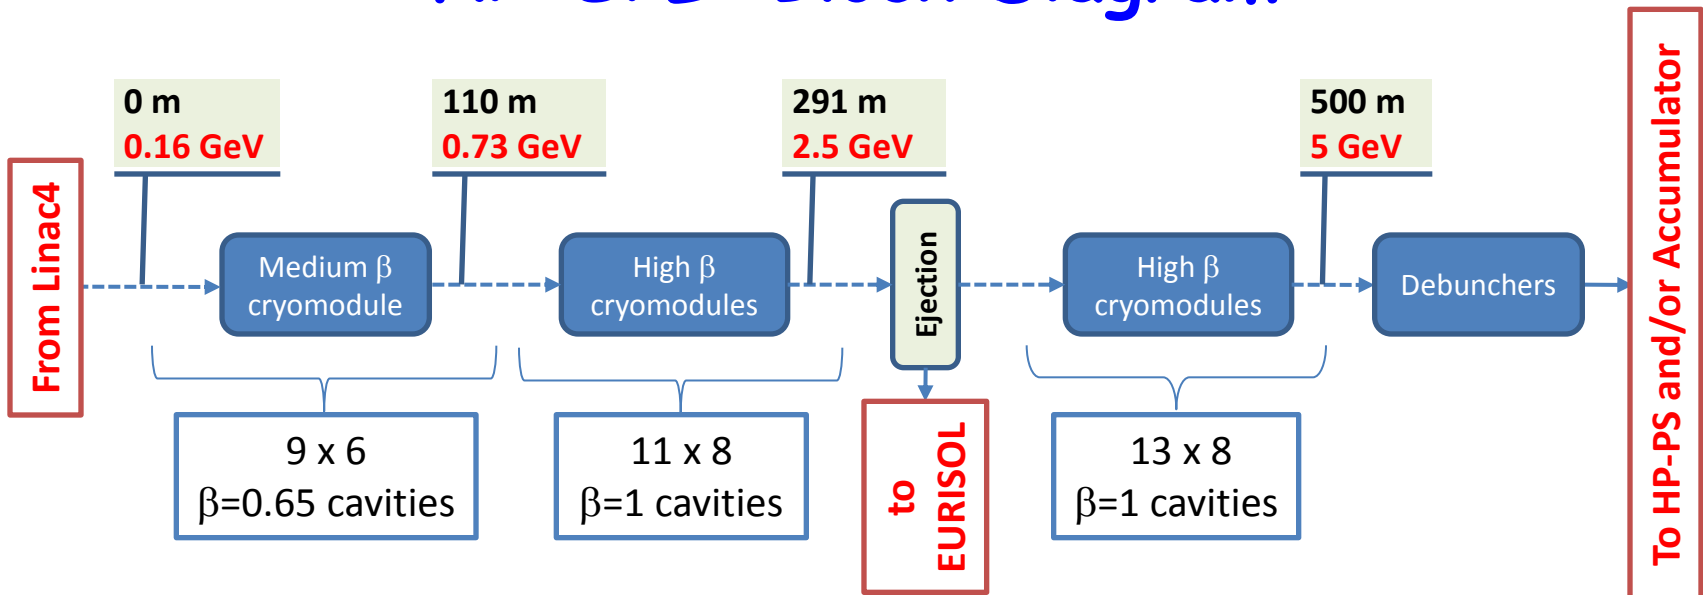 Block Diagram
0 m
0.16 GeV
110 m
0.73 GeV
291 m
2.5 GeV
500 m
5 GeV
From Linac4
Medium β
cryomodule
High β
cryomodules
Ejection
High β
cryomodules
Debunchers
To HP-PS and/or Accumulator
9 x 6
β=0.65 cavities
11 x 8
β=1 cavities
to
EURISOL
13 x 8
β=1 cavities